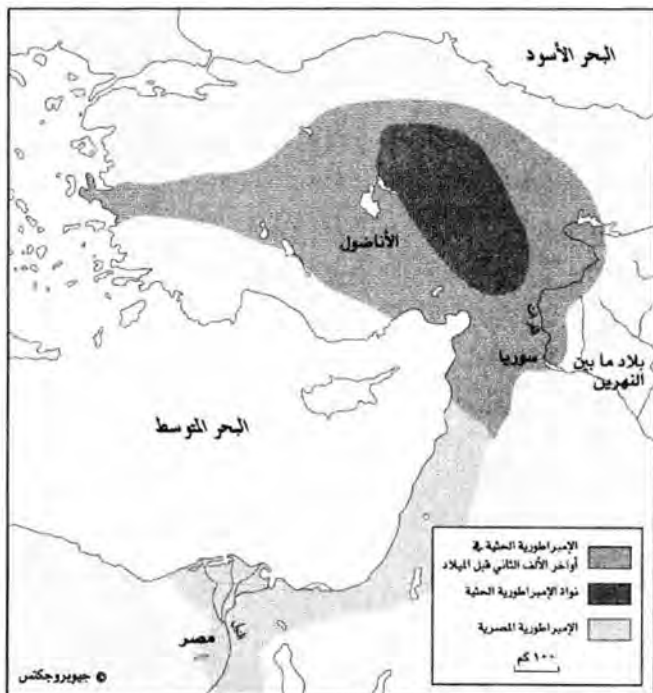 البحر الأسود
الأناضول
سوريا
بلاد ما بين
النهرين
البحر المتوسط
مصر
الإمبراطورية الحثية في
أواخر الألف الثاني قبل الميلاد
نواة الإمبراطورية الحثية
الإمبراطورية المصرية
١٠٠ كم
© جيوبروجكتس